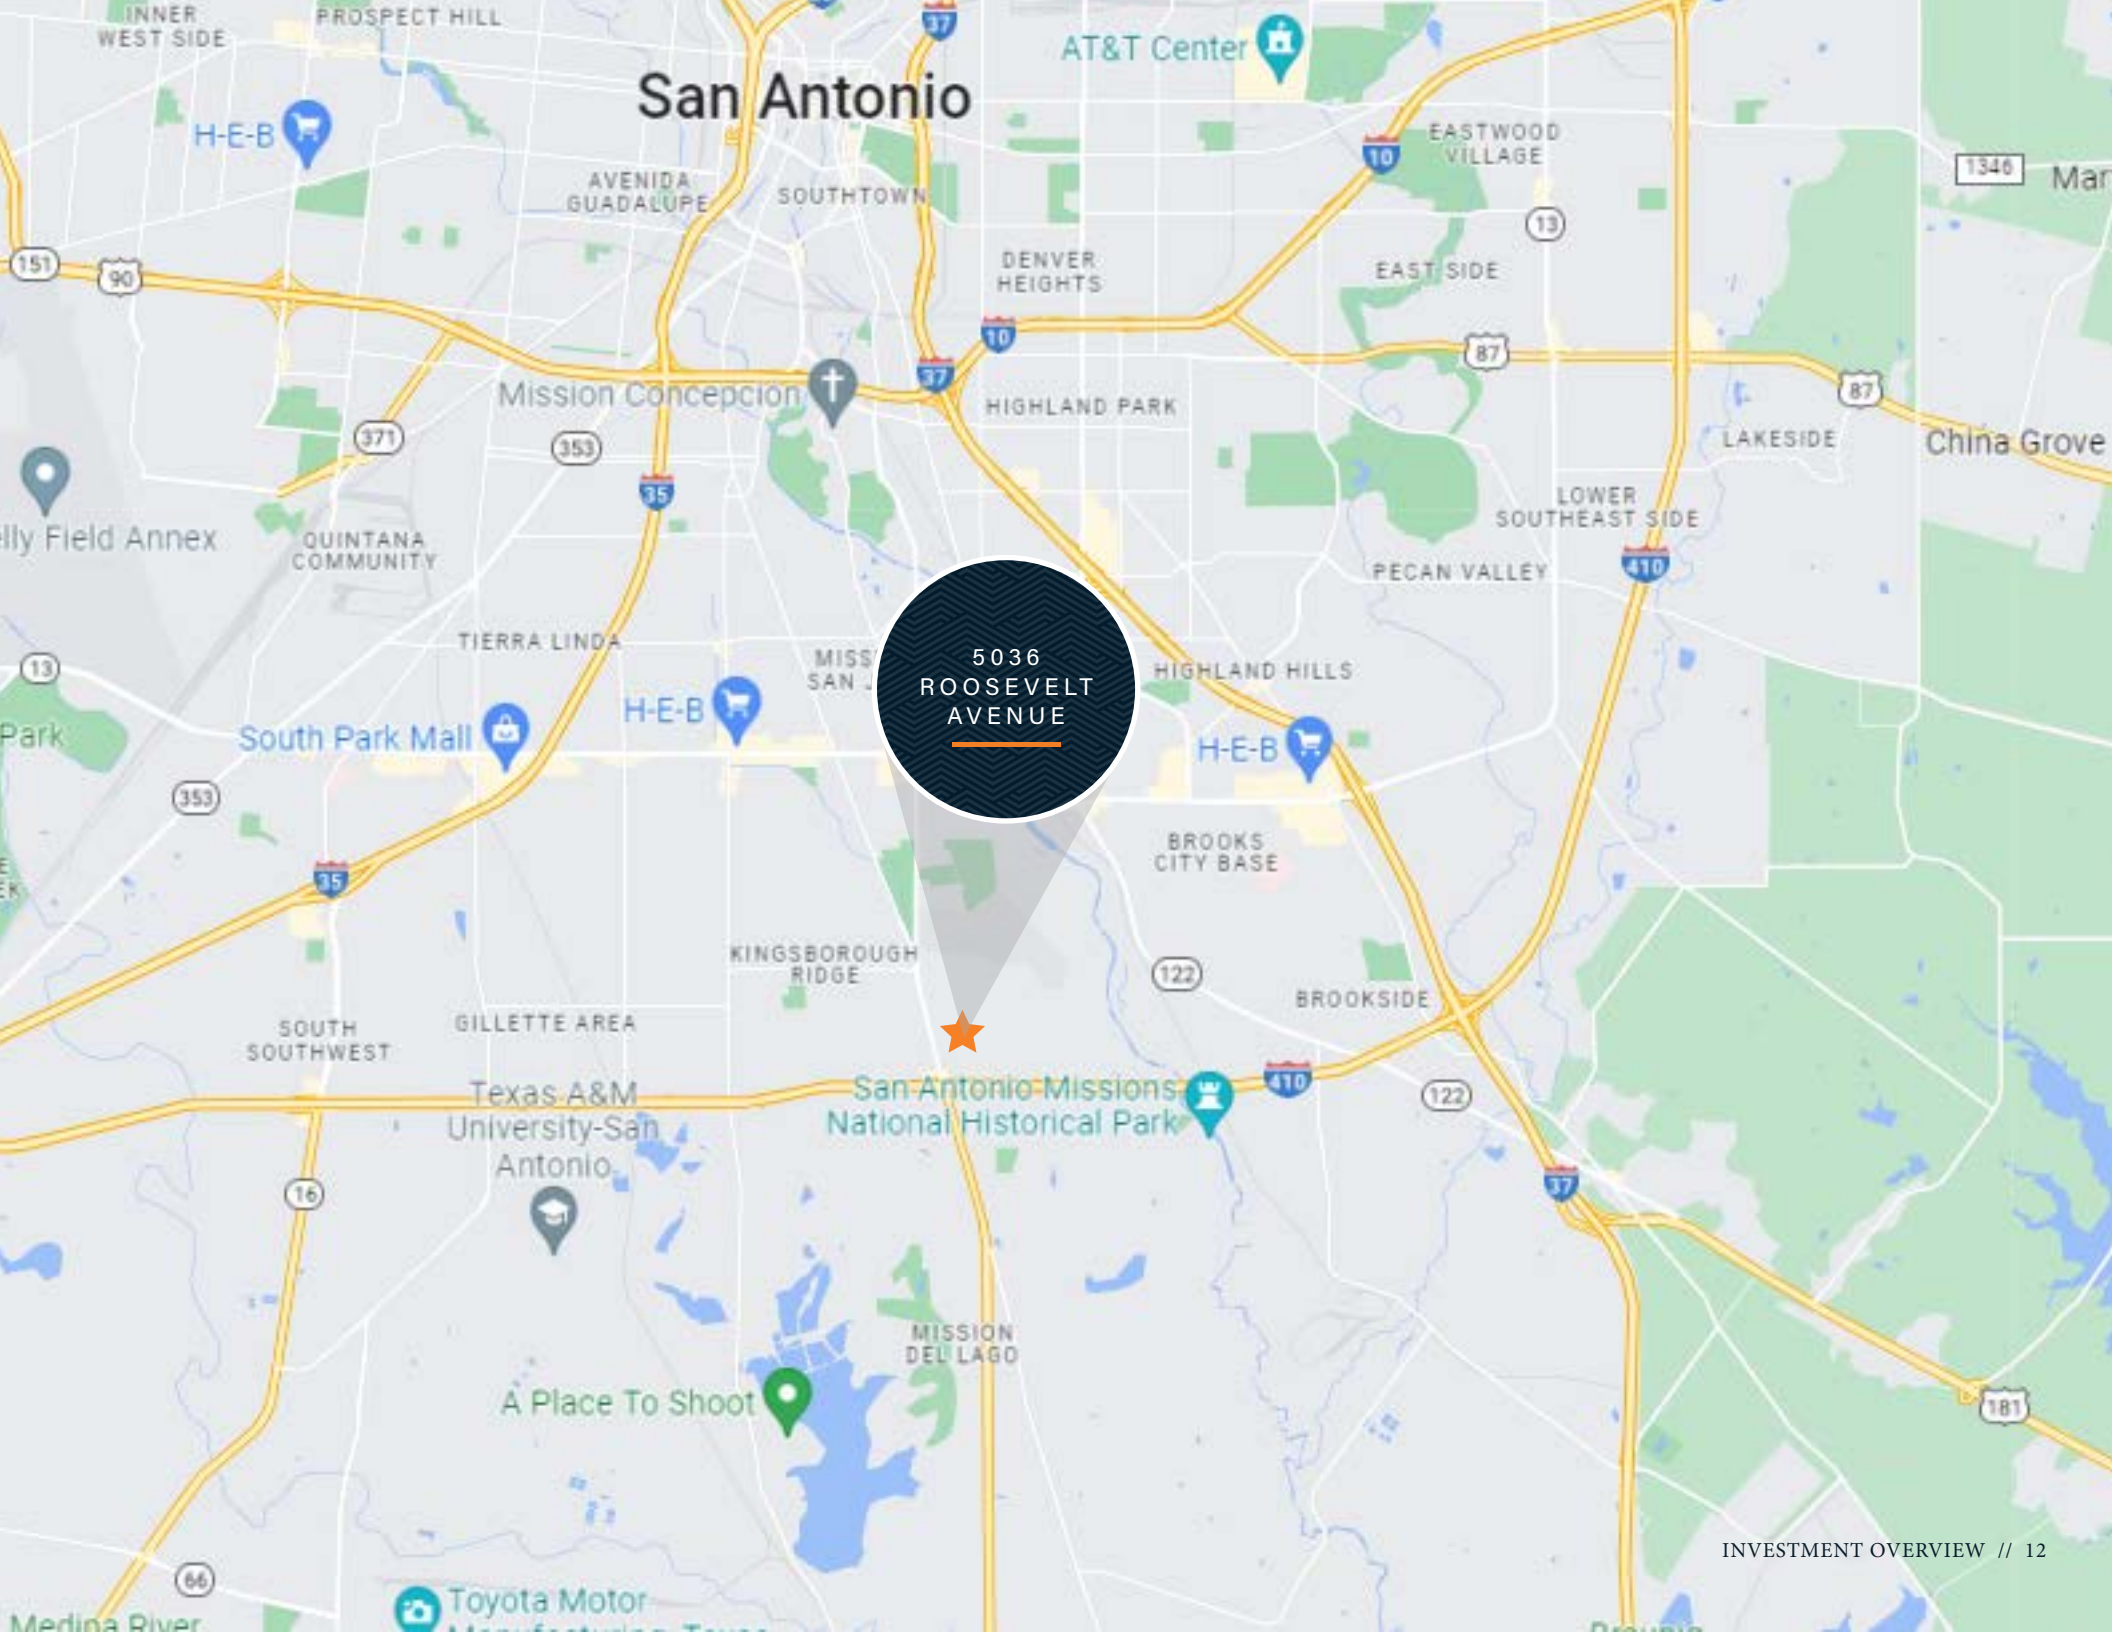 INNER
WEST SIDE
PROSPECT HILL
37
AT&T Center
San Antonio
H-E-B
10
EASTWOOD
VILLAGE
1346
AVENIDA
GUADALUPE
SOUTHTOWN
13
151
90
DENVER
HEIGHTS
EAST SIDE
10
87
37
87
Mission Concepcion
HIGHLAND PARK
371
353
LAKESIDE
China Grove
35
LOWER
SOUTHEAST SIDE
Field Annex
QUINTANA
COMMUNITY
PECAN VALLEY
410
TIERRA LINDA
13
5036
ROOSEVELT
AVENUE
HIGHLAND HILLS
H-E-B
Park
South Park Mall
H-E-B
353
BROOKS
CITY BASE
35
KINGSBOROUGH
RIDGE
122
BROOKSIDE
SOUTH
SOUTHWEST
GILLETTE AREA
410
Texas A&M
University-San
Antonio
San Antonio Missions
National Historical Park
122
16
37
MISSION
DEL LAGO
A Place To Shoot
181
INVESTMENT OVERVIEW // 12
66
Toyota Motor
Medina River